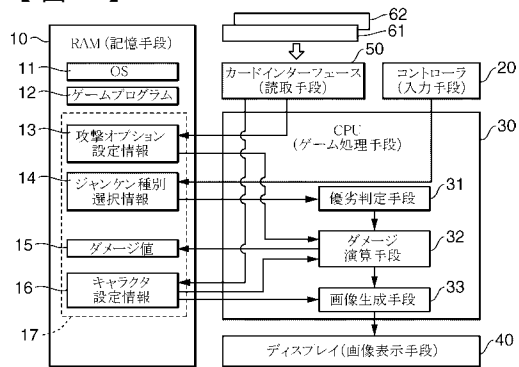 10
RAM(記憶手段)
11
OS
12
ゲームプログラム
13
攻撃オプション
設定情報
14
ジャンケン種別
選択情報
15
ダメージ値
16
キャラクタ
設定情報
17
62
61
50
カードインターフェース
(読取手段)
コントローラ
(入力手段)
20
CPU
(ゲーム処理手段)
30
優劣判定手段
31
ダメージ
演算手段
32
画像生成手段
33
ディスプレイ(画像表示手段)
40